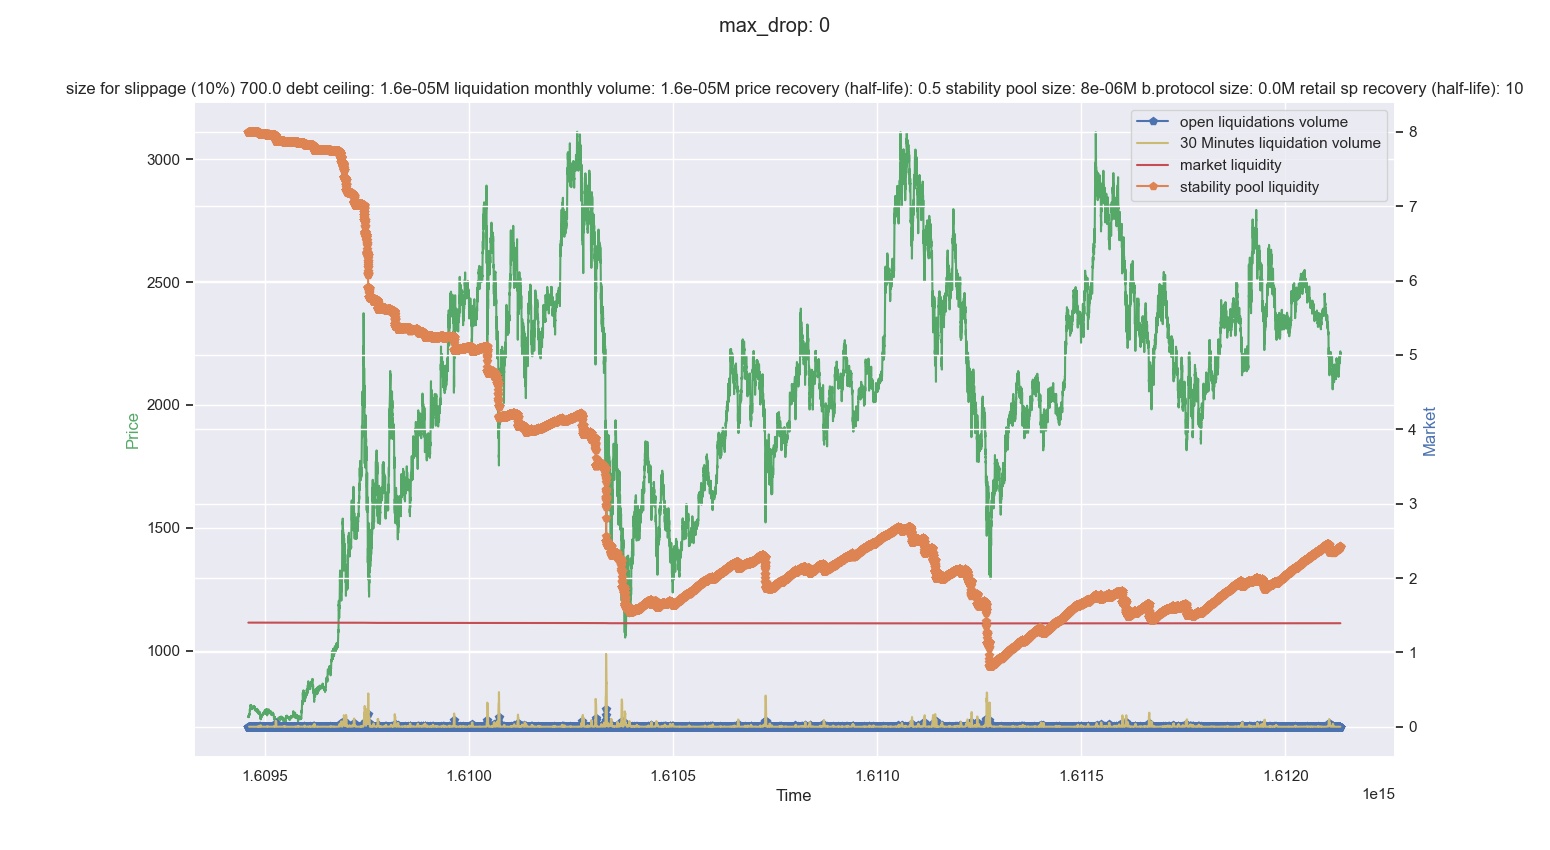 max_drop: 0
size for slippage (10%) 700.0 debt ceiling: 1.6e-05M liquidation monthly volume: 1.6e-05M price recovery (half-life): 0.5 stability pool size: 8e-06M b.protocol size: 0.0M retail sp recovery (half-life): 10
open liquidations volume
30 Minutes liquidation volume
market liquidity
stability pool liquidity
3000
2500
2000
1500
1000
Price
8
7
6
5
4
3
2
1
0
Market
1.6095 1.6100 1.6105 1.6110 1.6115 1.6120
Time
1e15